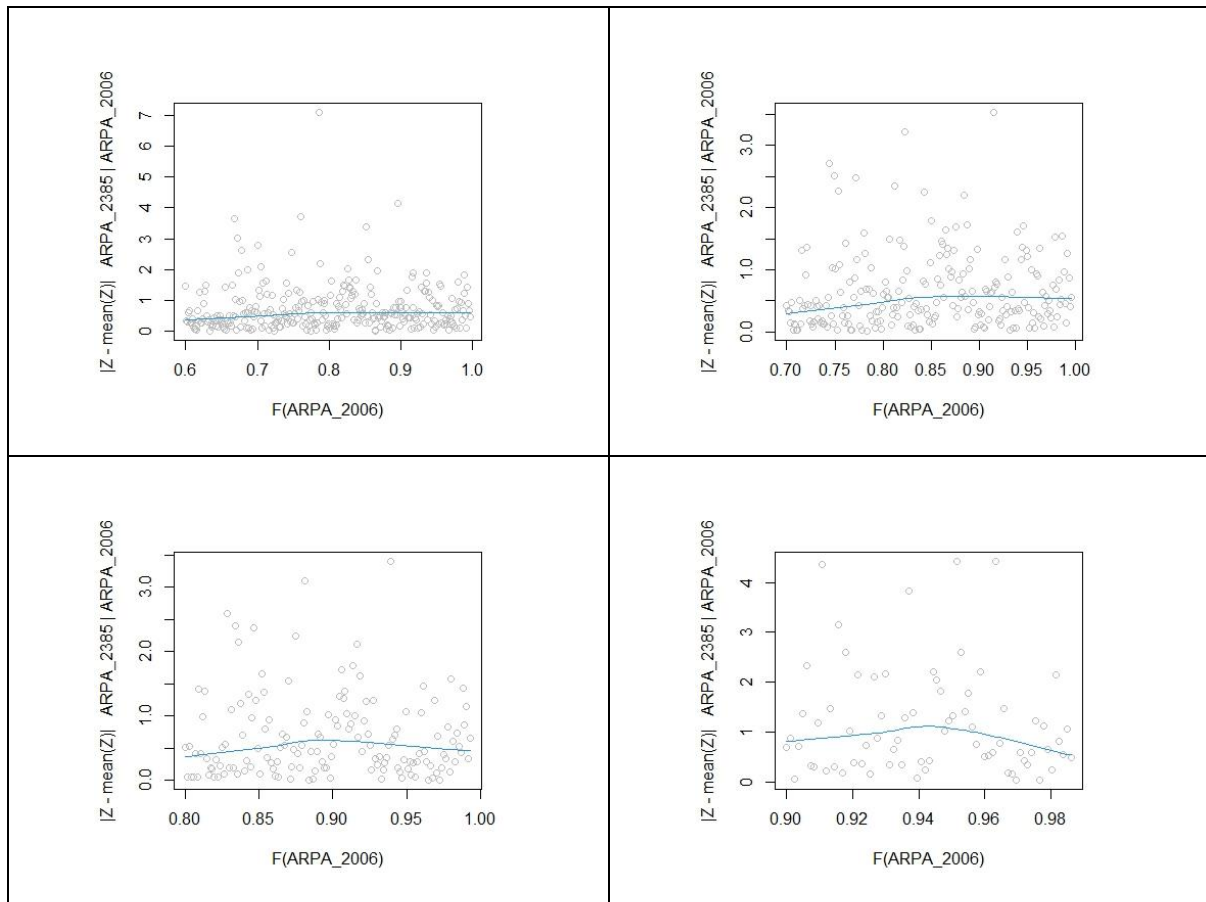 |Z - mean(Z)|   ARPA_2385 | ARPA_2006
7
6
5
4
3
2
1
0
0.6 0.7 0.8 0.9 1.0
F(ARPA_2006)
|Z - mean(Z)|   ARPA_2385 | ARPA_2006
3.0
2.0
1.0
0.0
0.70 0.75 0.80 0.85 0.90 0.95 1.00
F(ARPA_2006)
|Z - mean(Z)|   ARPA_2385 | ARPA_2006
3.0
2.0
1.0
0.0
0.80 0.85 0.90 0.95 1.00
F(ARPA_2006)
|Z - mean(Z)|   ARPA_2385 | ARPA_2006
4
3
2
1
0
0.90 0.92 0.94 0.96 0.98
F(ARPA_2006)